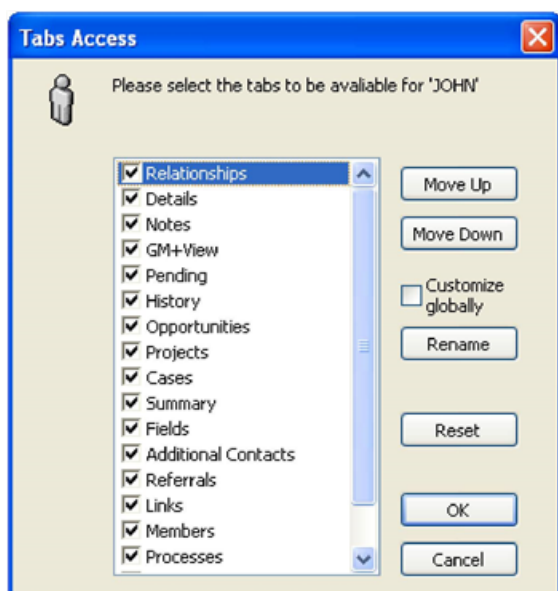 Tabs Access
Please select the tabs to be avaliable for 'JOHN'
Relationships
Details
Notes
GM+View
Pending
History
Opportunities
Projects
Cases
Summary
Fields
Additional Contacts
Referrals
Links
Members
Processes
Move Up
Move Down
Customize
globally
Rename
Reset
OK
Cancel